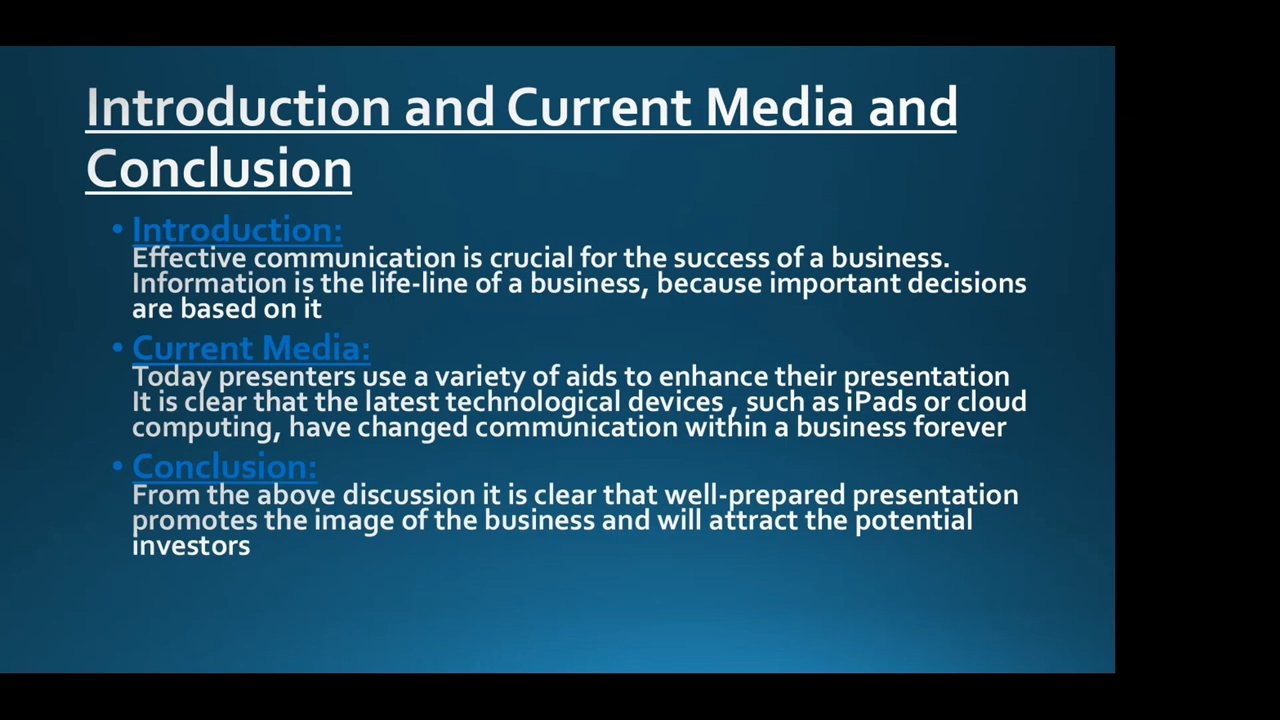 Introduction and Current Media and
Conclusion
• Introduction:
Effective communication is crucial for the success of a business.
Information is the life-line of a business, because important decisions
are based on it
• Current Media:
Today presenters use a variety of aids to enhance their presentation
It is clear that the latest technological devices , such as iPads or cloud
computing, have changed communication within a business forever
• Conclusion:
From the above discussion it is clear that well-prepared presentation
promotes the image of the business and will attract the potential
investors